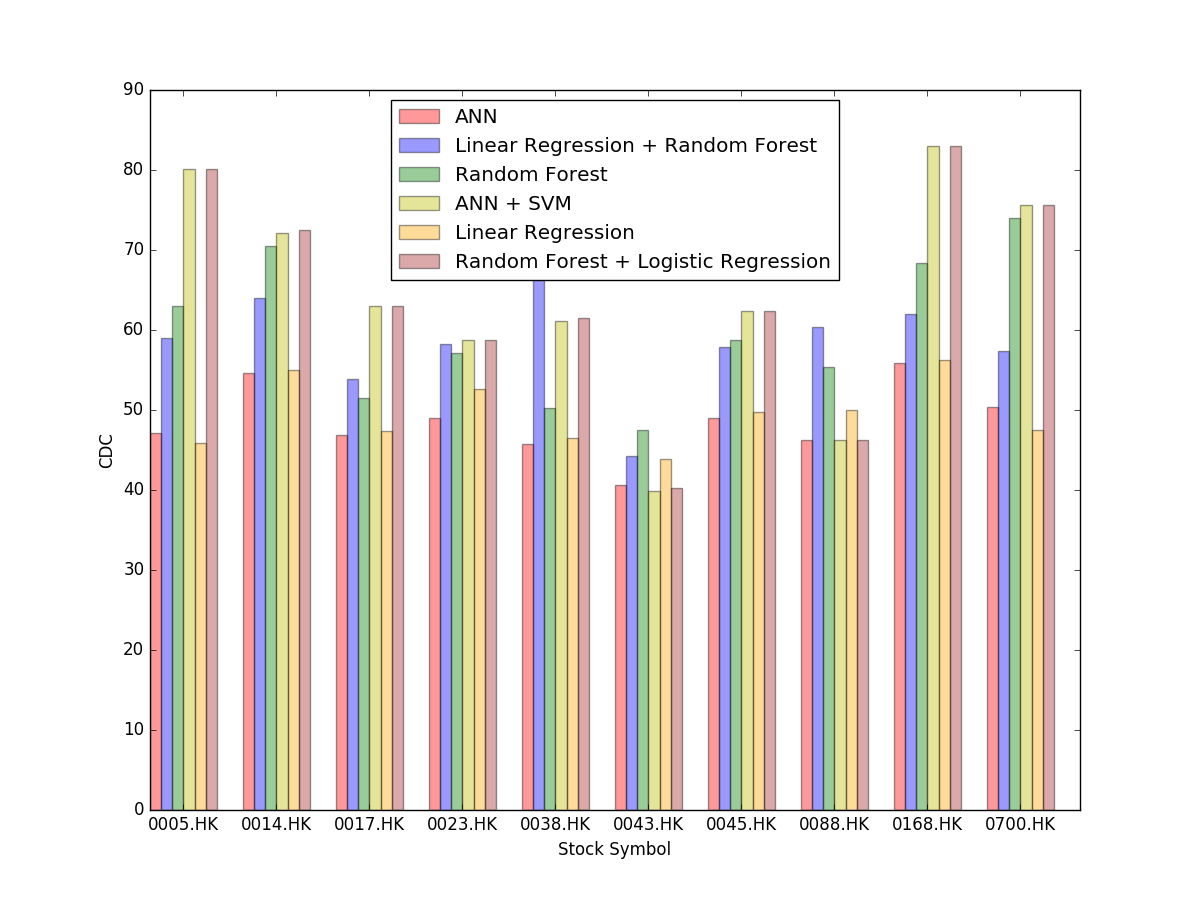 90
80
70
60
50
40
30
20
10
0
CDC
ANN
Linear Regression + Random Forest
Random Forest
ANN + SVM
Linear Regression
Random Forest + Logistic Regression
0005.HK 0014.HK 0017.HK 0023.HK 0038.HK 0043.HK 0045.HK 0088.HK 0168.HK 0700.HK
Stock Symbol